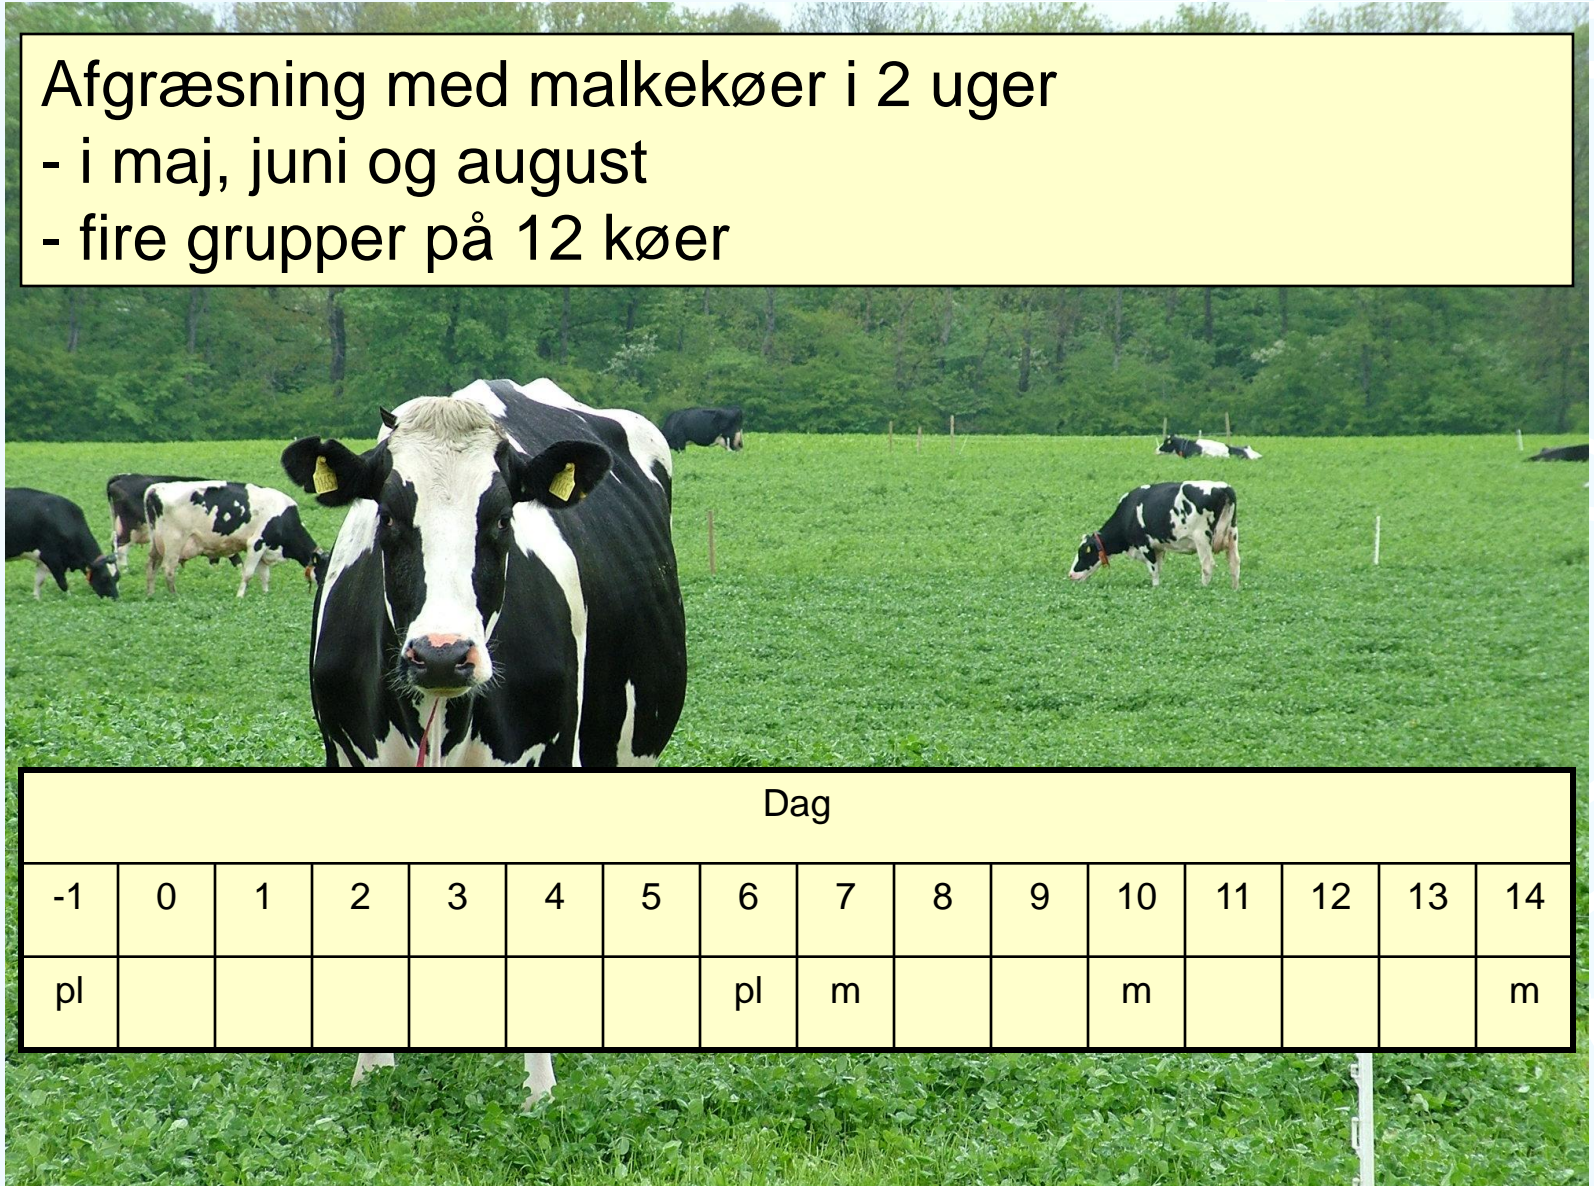 Afgræsning med malkekøer i 2 uger
- i maj, juni og august
- fire grupper på 12 køer
Dag
-1 0 1 2 3 4 5 6 7 8 9 10 11 12 13 14
pl pl m m m